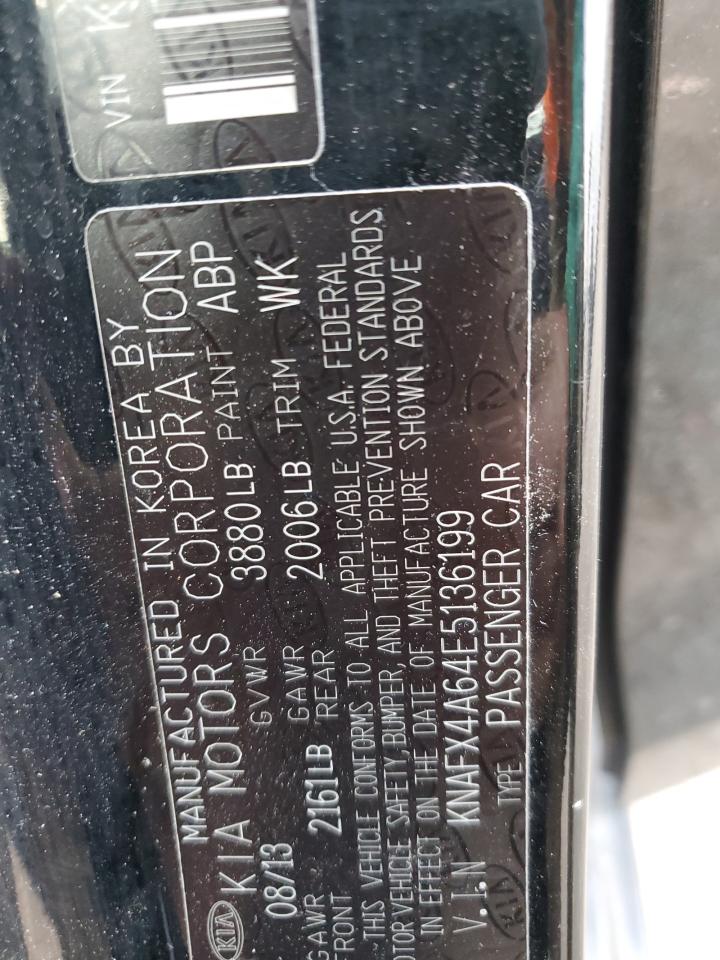 VIN K
MANUFACTURED IN KOREA BY
KIA KIA MOTORS CORPORATION
08/13 GVWR 3880LB PAINT ABP
GAWR FRONT 2161LB GAWR REAR 2006LB TRIM WK
THIS VEHICLE CONFORMS TO ALL APPLICABLE U.S.A. FEDERAL
MOTOR VEHICLE SAFETY, BUMPER, AND THEFT PREVENTION STANDARDS
IN EFFECT ON THE DATE OF MANUFACTURE SHOWN ABOVE
V.I.N KNAFX4A64E5136199
TYPE PASSENGER CAR